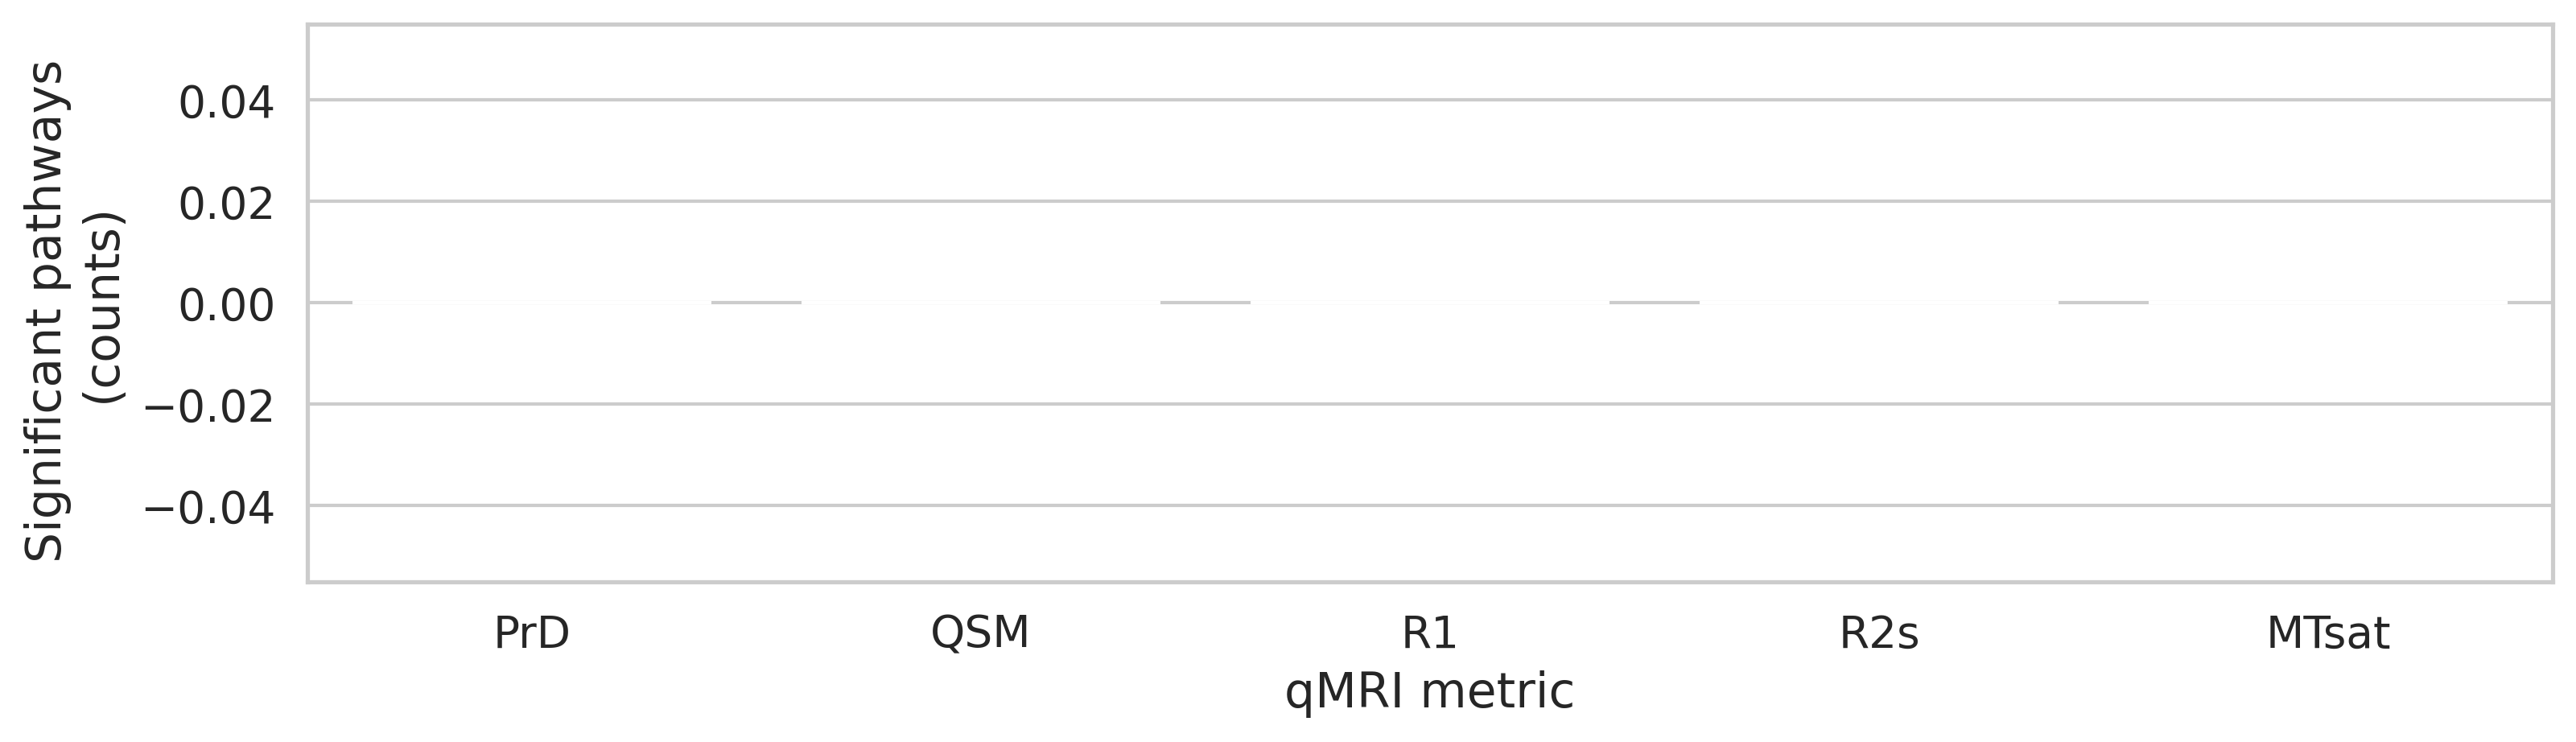 Significant pathways
(counts)
0.04
0.02
0.00
−0.02
−0.04
PrD QSM R1 R2s MTsat
qMRI metric